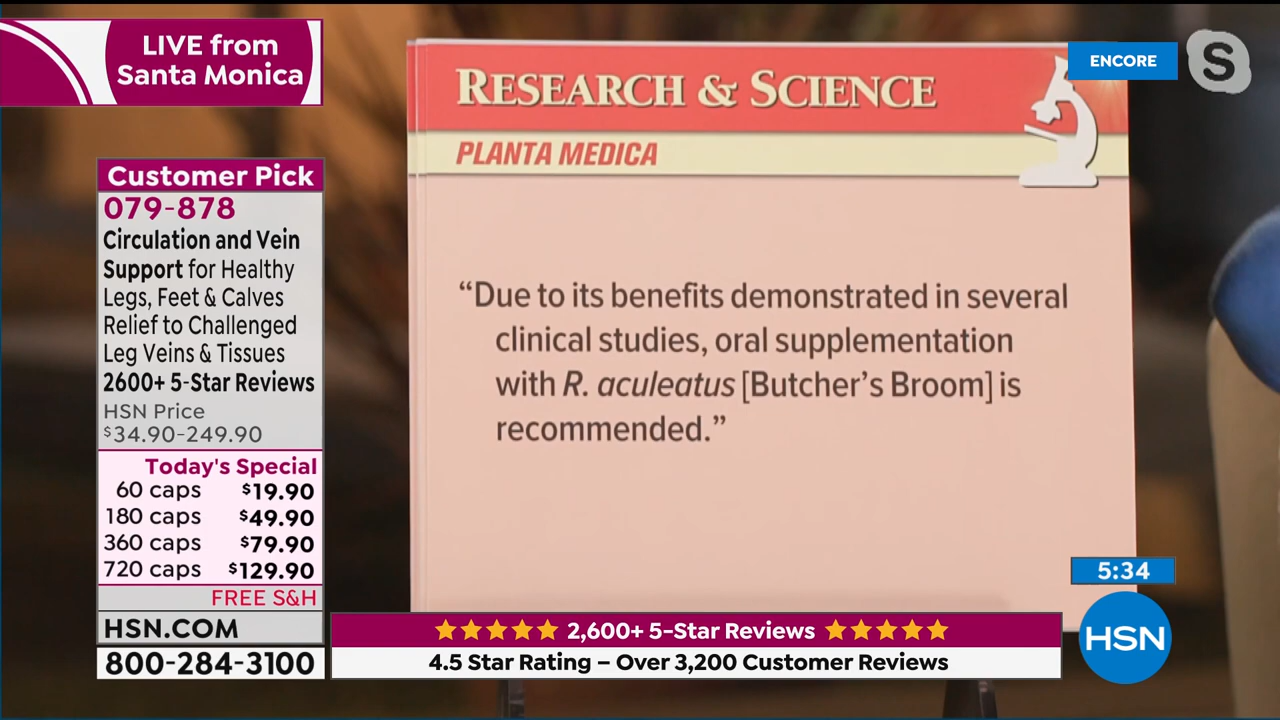 LIVE from
Santa Monica
ENCORE
S
RESEARCH & SCIENCE
PLANTA MEDICA
“Due to its benefits demonstrated in several
clinical studies, oral supplementation
with R. aculeatus [Butcher’s Broom] is
recommended.”
Customer Pick
079-878
Circulation and Vein
Support for Healthy
Legs, Feet & Calves
Relief to Challenged
Leg Veins & Tissues
2600+ 5-Star Reviews
HSN Price
$34.90-249.90
Today's Special
60 caps $19.90
180 caps $49.90
360 caps $79.90
720 caps $129.90
FREE S&H
HSN.COM
800-284-3100
2,600+ 5-Star Reviews
4.5 Star Rating – Over 3,200 Customer Reviews
5:34
HSN